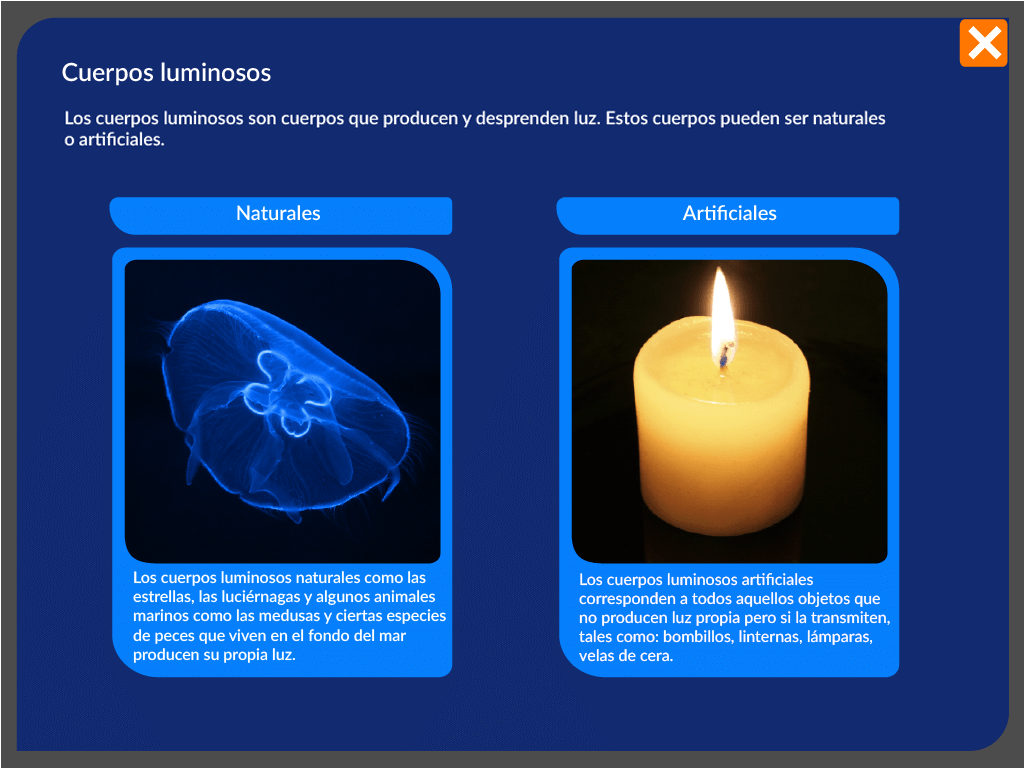 Cuerpos luminosos
Los cuerpos luminosos son cuerpos que producen y desprenden luz. Estos cuerpos pueden ser naturales
o artificiales.
Naturales
Los cuerpos luminosos naturales como las
estrellas, las luciérnagas y algunos animales
marinos como las medusas y ciertas especies
de peces que viven en el fondo del mar
producen su propia luz.
Artificiales
Los cuerpos luminosos artificiales
corresponden a todos aquellos objetos que
no producen luz propia pero si la transmiten,
tales como: bombillos, linternas, lámparas,
velas de cera.